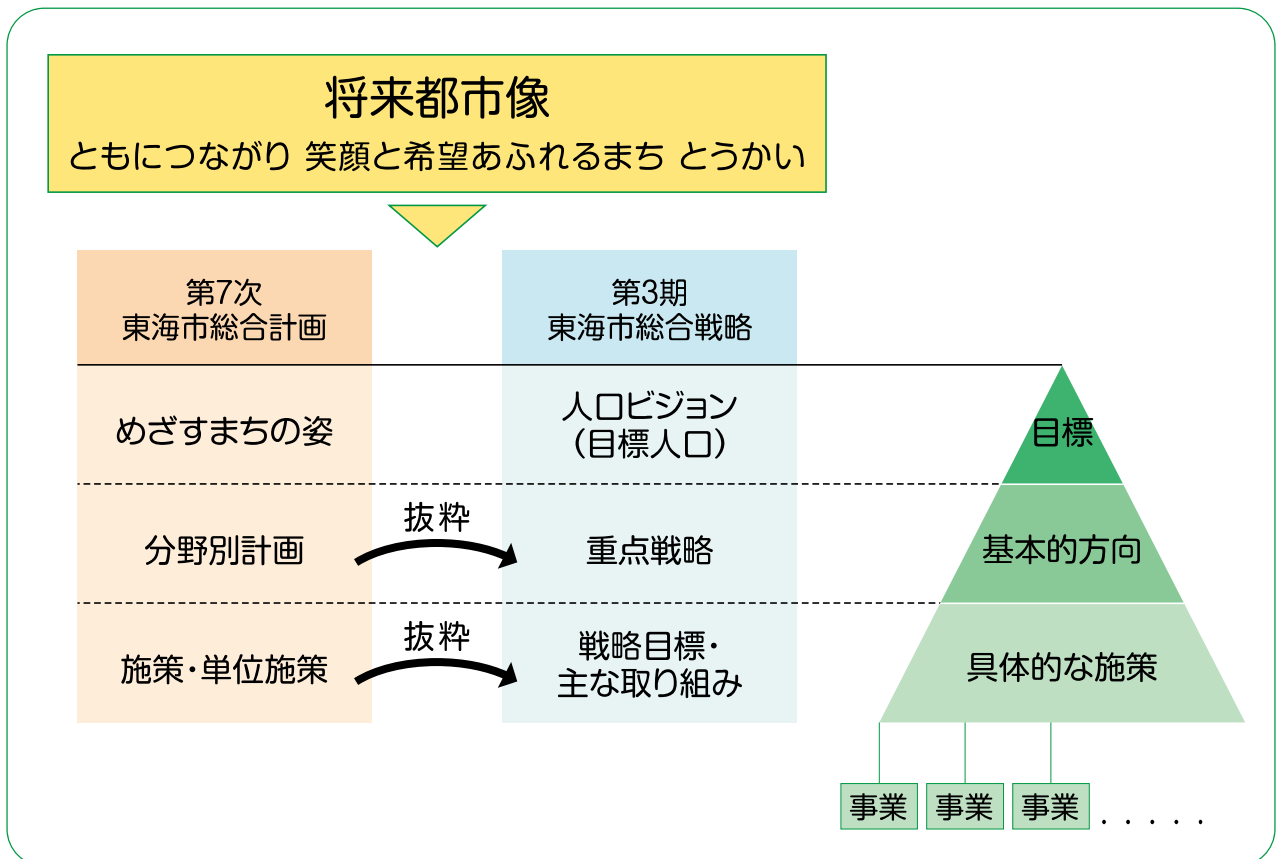 将来都市像
ともにつながり 笑顔と希望あふれるまち とうかい
第7次
東海市総合計画
第3期
東海市総合戦略
めざすまちの姿
人口ビジョン
(目標人口)
目標
分野別計画
抜粋
重点戦略
基本的方向
施策・単位施策
抜粋
戦略目標・
主な取り組み
具体的な施策
事業
事業
事業
.....